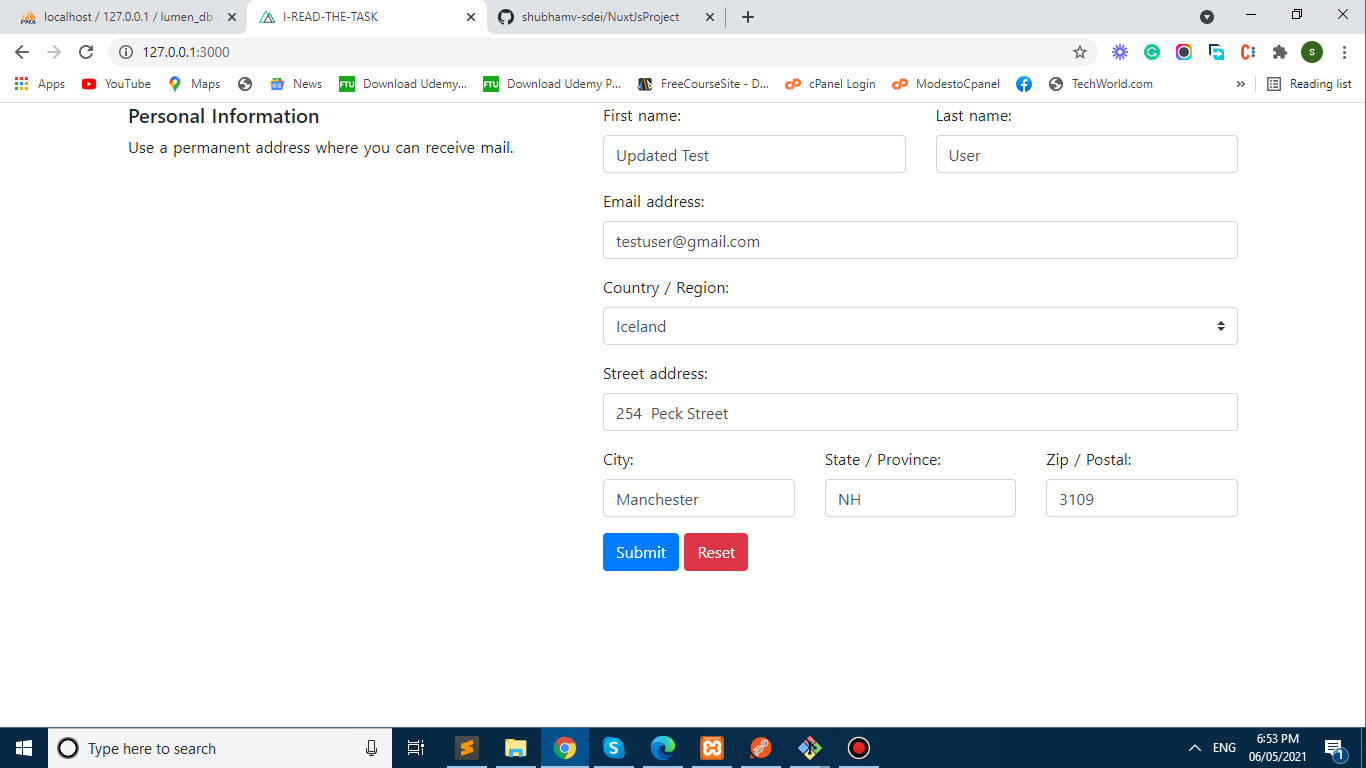 localhost / 127.0.0.1 / lumen_db
I-READ-THE-TASK
shubhamv-sdei/NuxtJsProject
127.0.0.1:3000
S
Apps
YouTube
Maps
News
FTU
Download Udemy...
FTU
Download Udemy P...
FreeCourseSite - D...
cPanel Login
ModestoCpanel
TechWorld.com
Reading list
Personal Information
Use a permanent address where you can receive mail.
First name:
Last name:
Updated Test
User
Email address:
testuser@gmail.com
Country / Region:
Iceland
Street address:
254  Peck Street
City:
State / Province:
Zip / Postal:
Manchester
NH
3109
Submit
Reset
Type here to search
ENG
6:53 PM
06/05/2021
1